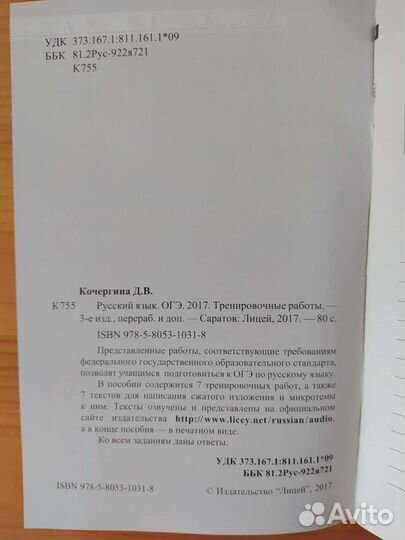 УДК 373.167.1:811.161.1*09
ББК 81.2Рус-922я721
К755
Кочергина Д.В.
К755 Русский язык. ОГЭ. 2017. Тренировочные работы. —
3-е изд., перераб. и доп. — Саратов: Лицей, 2017. — 80 с.
ISBN 978-5-8053-1031-8
Представленные работы, соответствующие требованиям
федерального государственного образовательного стандарта,
позволят учащимся подготовиться к ОГЭ по русскому языку.
В пособии содержится 7 тренировочных работ, а также
7 текстов для написания сжатого изложения и микротемы
к ним. Тексты озвучены и представлены на официальном
сайте издательства http://www.licey.net/russian/audio,
а в конце пособия — в печатном виде.
Ко всем заданиям даны ответы.
УДК 373.167.1:811.161.1*09
ББК 81.2Рус-922я721
ISBN 978-5-8053-1031-8
© Издательство "Лицей", 2017
Avito